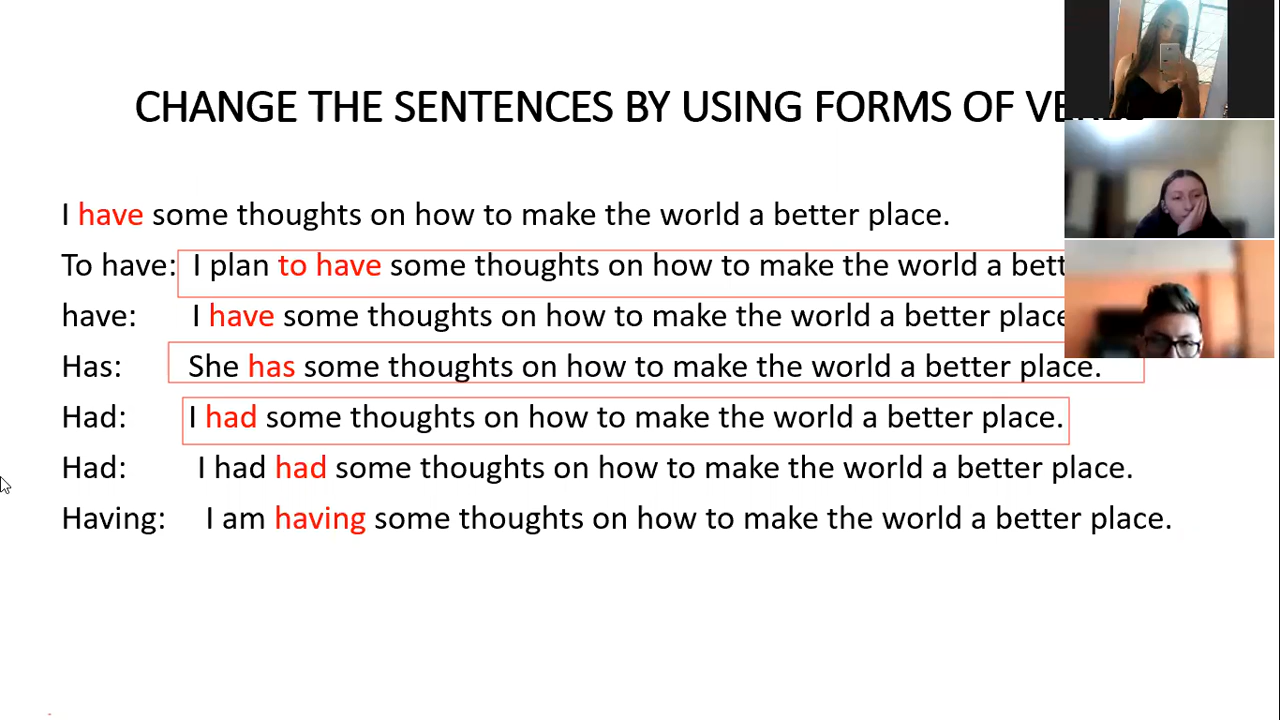 CHANGE THE SENTENCES BY USING FORMS OF
I have some thoughts on how to make the world a better place.
To have: I plan to have some thoughts on how to make the world a
have: I have some thoughts on how to make the world a better place
Has: She has some thoughts on how to make the world a better place.
Had: I had some thoughts on how to make the world a better place.
Had: I had had some thoughts on how to make the world a better place.
Having: I am having some thoughts on how to make the world a better place.